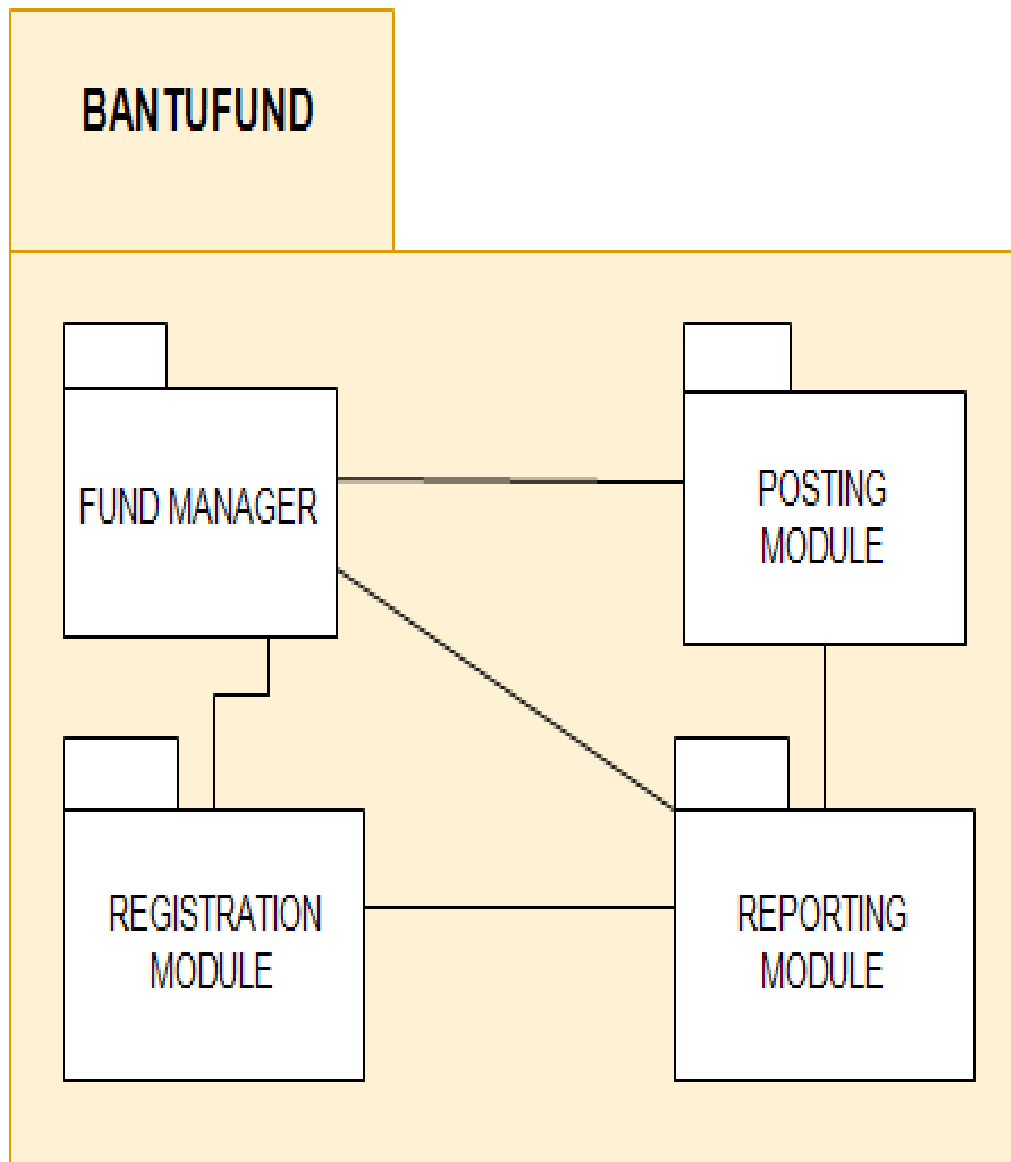 BANTUFUND
FUND MANAGER
POSTING
MODULE
REGISTRATION
MODULE
REPORTING
MODULE